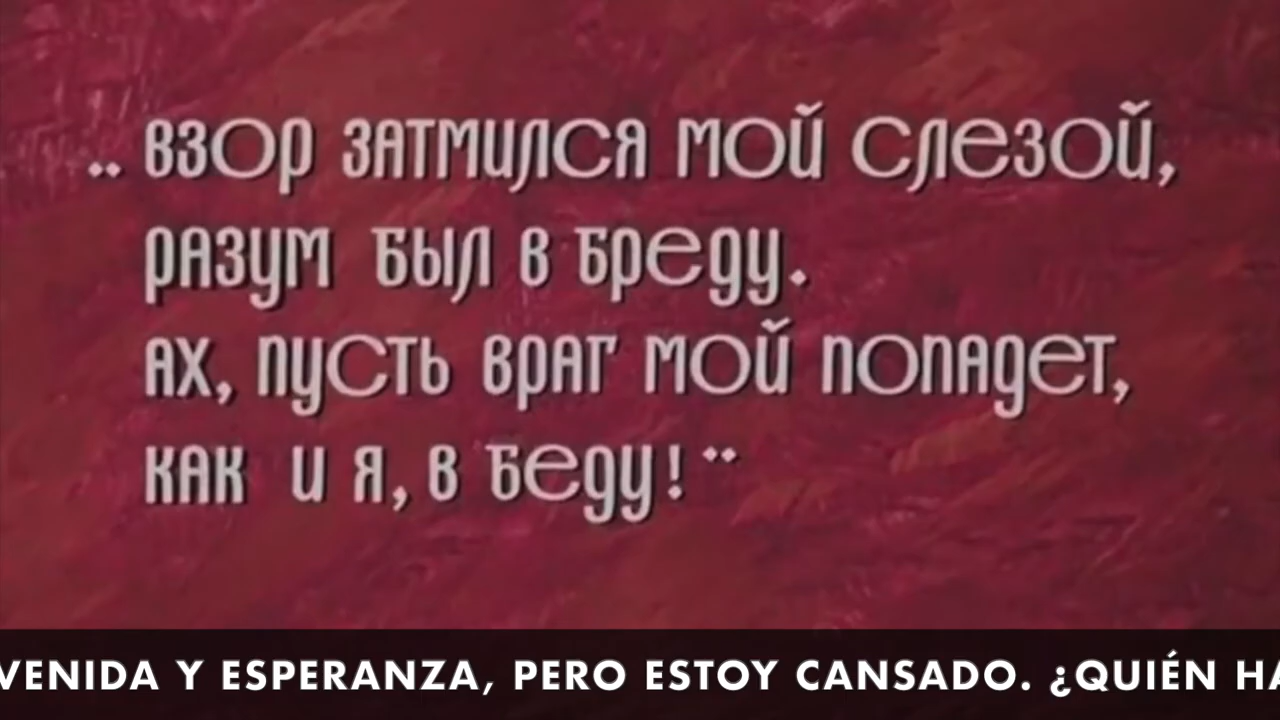 „Взор затмился мой слезой,
разум был в бреду.
Ах, пусть враг мой попадет,
как и я, в беду!"
VENIDA Y ESPERANZA, PERO ESTOY CANSADO. ¿QUIÉN